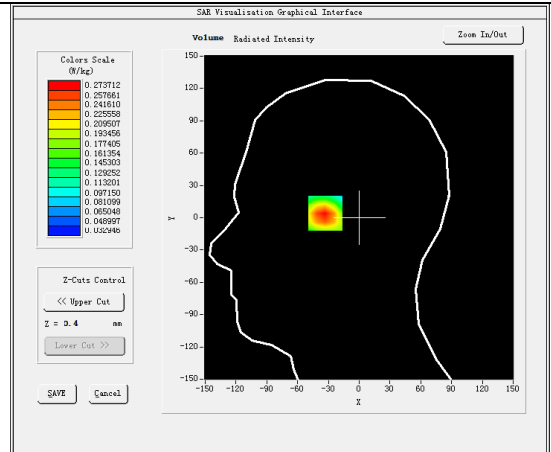 SAR Visualisation Graphical Interface
Volume Radiated Intensity
Zoom In/Out
Colors Scale
(W/kg)
0.273712
0.257661
0.241610
0.225558
0.209507
0.193456
0.177405
0.161354
0.145303
0.129252
0.113201
0.097150
0.081099
0.065048
0.048997
0.032946
Z-Cuts Control
<< Upper Cut
Z = 0.4 mm
Lower Cut >>
SAVE Cancel
150
120
90
60
30
0
-30
-60
-90
-120
-150
Y
-150 -120 -90 -60 -30 0 30 60 90 120 150
X